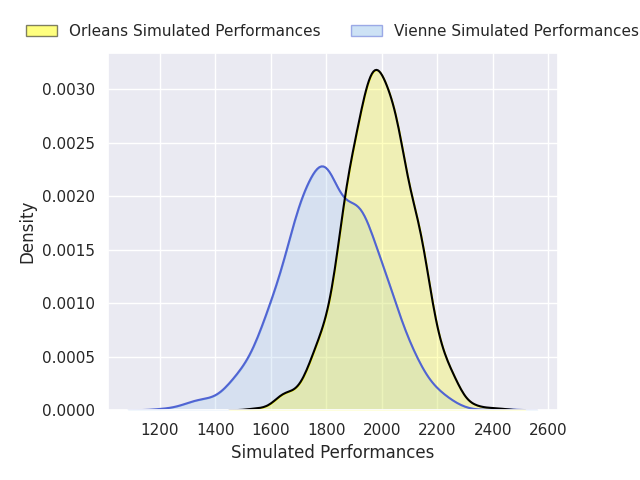 Orleans Simulated Performances
Vienne Simulated Performances
0.0030
0.0025
0.0020
0.0015
0.0010
0.0005
0.0000
Density
1200 1400 1600 1800 2000 2200 2400 2600
Simulated Performances